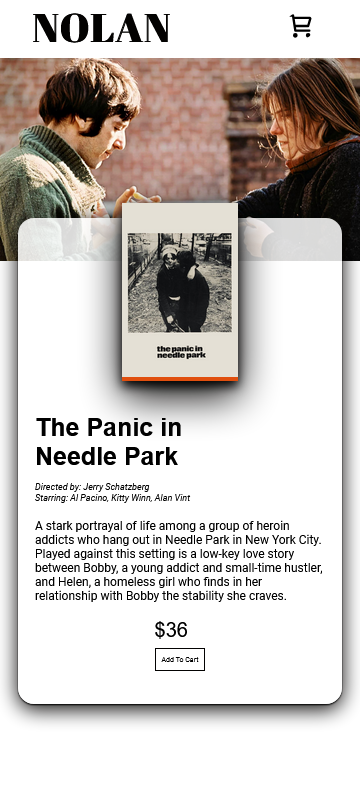 NOLAN
the panic in
needle park
The Panic in
Needle Park
Directed by: Jerry Schatzberg
Starring: Al Pacino, Kitty Winn, Alan Vint
A stark portrayal of life among a group of heroin
addicts who hang out in Needle Park in New York City.
Played against this setting is a low-key love story
between Bobby, a young addict and small-time hustler,
and Helen, a homeless girl who finds in her
relationship with Bobby the stability she craves.
$36
Add To Cart